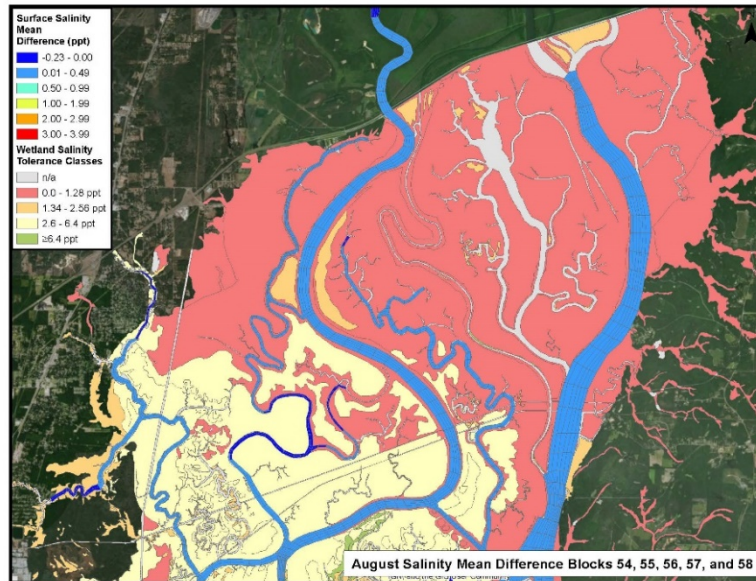 Surface Salinity
Mean
Difference (ppt)
-0.23 - 0.00
0.01 - 0.49
0.50 - 0.99
1.00 - 1.99
2.00 - 2.99
3.00 - 3.99
Wetland Salinity
Tolerance Classes
n/a
0.0 - 1.28 ppt
1.34 - 2.56 ppt
2.6 - 6.4 ppt
≥6.4 ppt
August Salinity Mean Difference Blocks 54, 55, 56, 57, and 58